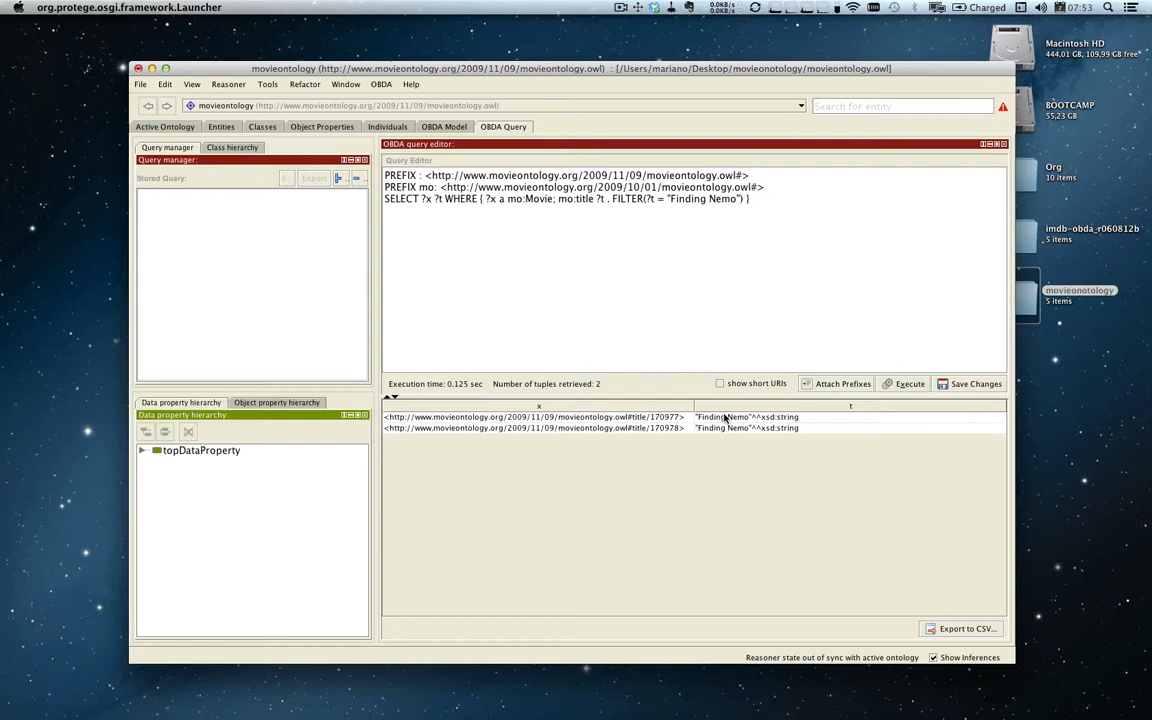 org.protege.osgi.framework.Launcher
0.0KB/s
0.0KB/s
Charged
07:53
Macintosh HD
444,01 GB, 109,99 GB free
BOOTCAMP
55,23 GB
Org
10 items
imdb-obda_r060812b
5 items
movieonotology
5 items
movieontology (http://www.movieontology.org/2009/11/09/movieontology.owl) : [/Users/mariano/Desktop/movieonotology/movieontology.owl]
File Edit View Reasoner Tools Refactor Window OBDA Help
movieontology (http://www.movieontology.org/2009/11/09/movieontology.owl)
Search for entity
Active Ontology Entities Classes Object Properties Individuals OBDA Model OBDA Query
Query manager Class hierarchy
Query manager:
Stored Query:
Export
OBDA query editor:
Query Editor
PREFIX : <http://www.movieontology.org/2009/11/09/movieontology.owl#>
PREFIX mo: <http://www.movieontology.org/2009/10/01/movieontology.owl#>
SELECT ?x ?t WHERE { ?x a mo:Movie; mo:title ?t . FILTER(?t = "Finding Nemo") }
Execution time: 0.125 sec Number of tuples retrieved: 2
show short URIs
Attach Prefixes
Execute
Save Changes
x t
<http://www.movieontology.org/2009/11/09/movieontology.owl#title/170977> "Finding Nemo"^^xsd:string
<http://www.movieontology.org/2009/11/09/movieontology.owl#title/170978> "Finding Nemo"^^xsd:string
Data property hierarchy Object property hierarchy
Data property hierarchy:
topDataProperty
Export to CSV...
Reasoner state out of sync with active ontology
Show Inferences